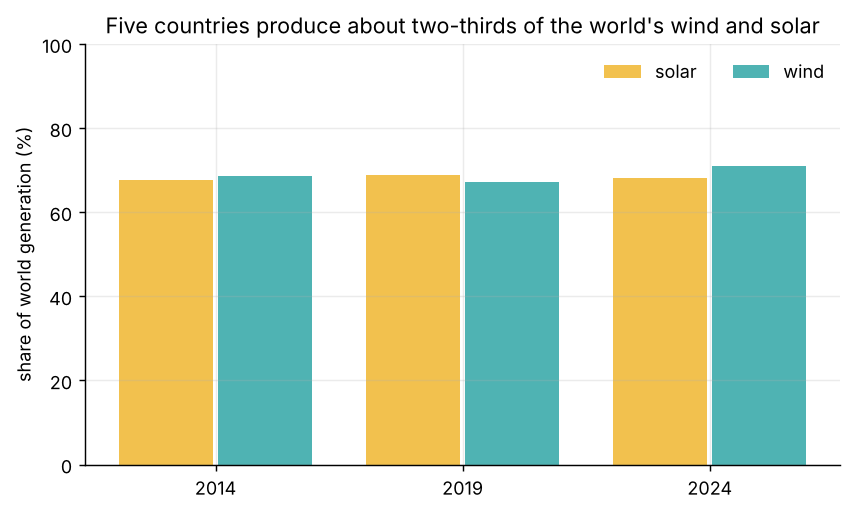 Five countries produce about two-thirds of the world's wind and solar
solar wind
share of world generation (%)
100
80
60
40
20
0
2014 2019 2024